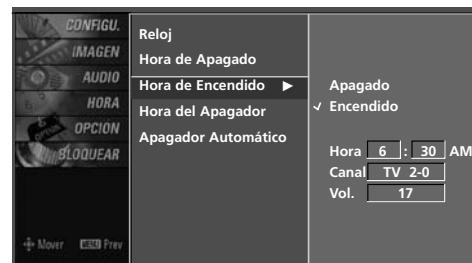 CONFIGU.
IMAGEN
AUDIO
HORA
OPCIÓN
BLOQUEAR
Mover MENU Prev
Reloj
Hora de Apagado
Hora de Encendido ►
Hora del Apagador
Apagador Automático
Apagado
✓ Encendido
Hora 6 : 30 AM
Canal TV 2-0
Vol. 17